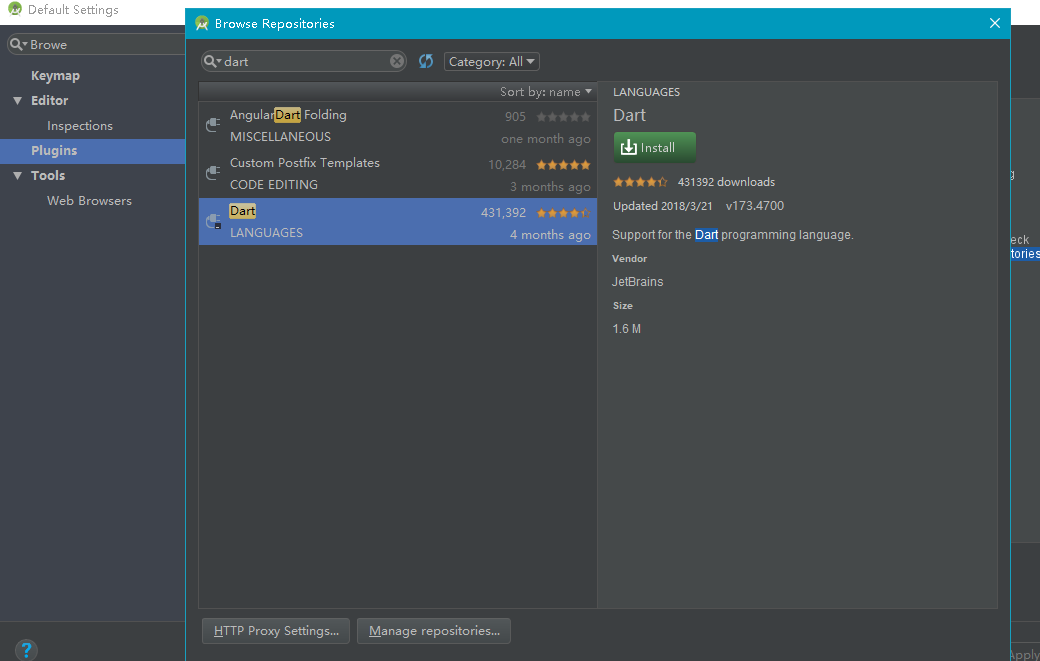 Default Settings
Browse Repositories
Browe
dart
Category: All
Keymap
Editor
Inspections
Plugins
Tools
Web Browsers
Sort by: name
AngularDart Folding
905
MISCELLANEOUS
one month ago
Custom Postfix Templates
10,284
CODE EDITING
3 months ago
Dart
431,392
LANGUAGES
4 months ago
LANGUAGES
Dart
Install
431392 downloads
Updated 2018/3/21 v173.4700
Support for the Dart programming language.
Vendor
JetBrains
Size
1.6 M
g
eck
tories
HTTP Proxy Settings...
Manage repositories...
?
Apply